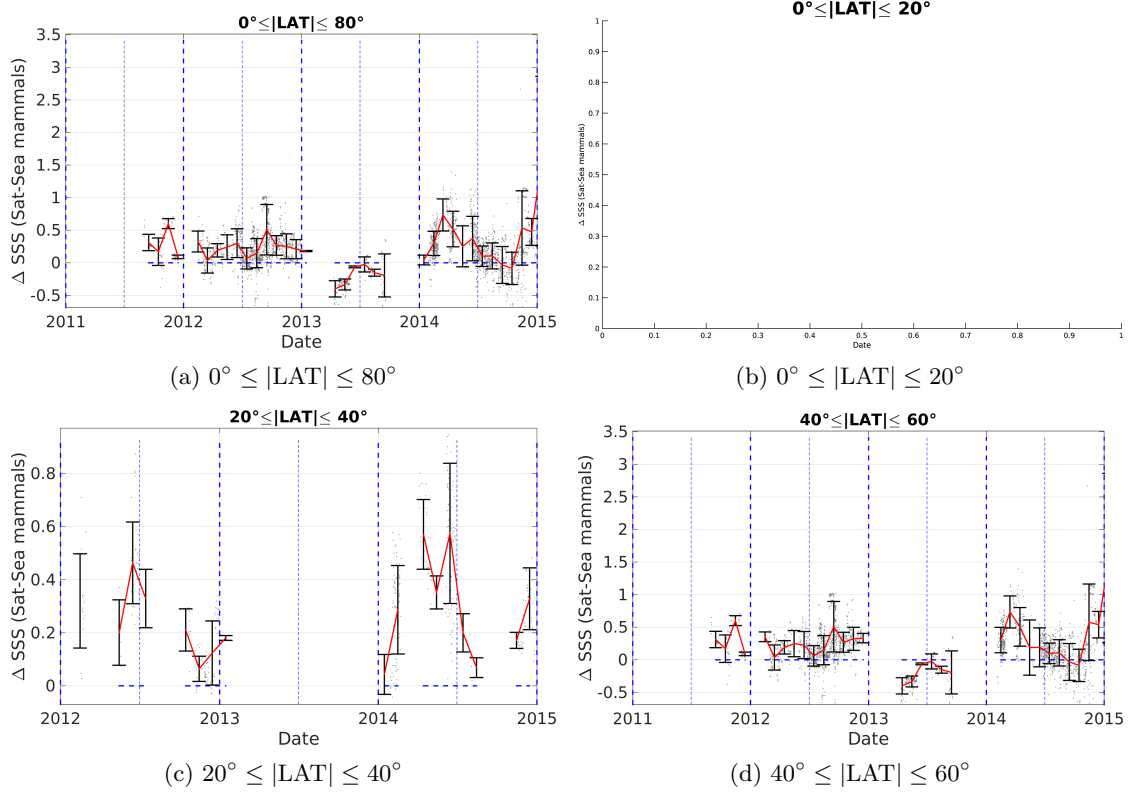 0°≤|LAT|≤ 80°
3.5
3
2.5
2
1.5
1
0.5
0
-0.5
Δ SSS (Sat-Sea mammals)
2011 2012 2013 2014 2015
Date
(a) 0° ≤ |LAT| ≤ 80°
0°≤|LAT|≤ 20°
1
0.9
0.8
0.7
0.6
0.5
0.4
0.3
0.2
0.1
0
Δ SSS (Sat-Sea mammals)
0 0.1 0.2 0.3 0.4 0.5 0.6 0.7 0.8 0.9 1
Date
(b) 0° ≤ |LAT| ≤ 20°
20°≤|LAT|≤ 40°
0.8
0.6
0.4
0.2
0
Δ SSS (Sat-Sea mammals)
2012 2013 2014 2015
Date
(c) 20° ≤ |LAT| ≤ 40°
40°≤|LAT|≤ 60°
3.5
3
2.5
2
1.5
1
0.5
0
-0.5
Δ SSS (Sat-Sea mammals)
2011 2012 2013 2014 2015
Date
(d) 40° ≤ |LAT| ≤ 60°